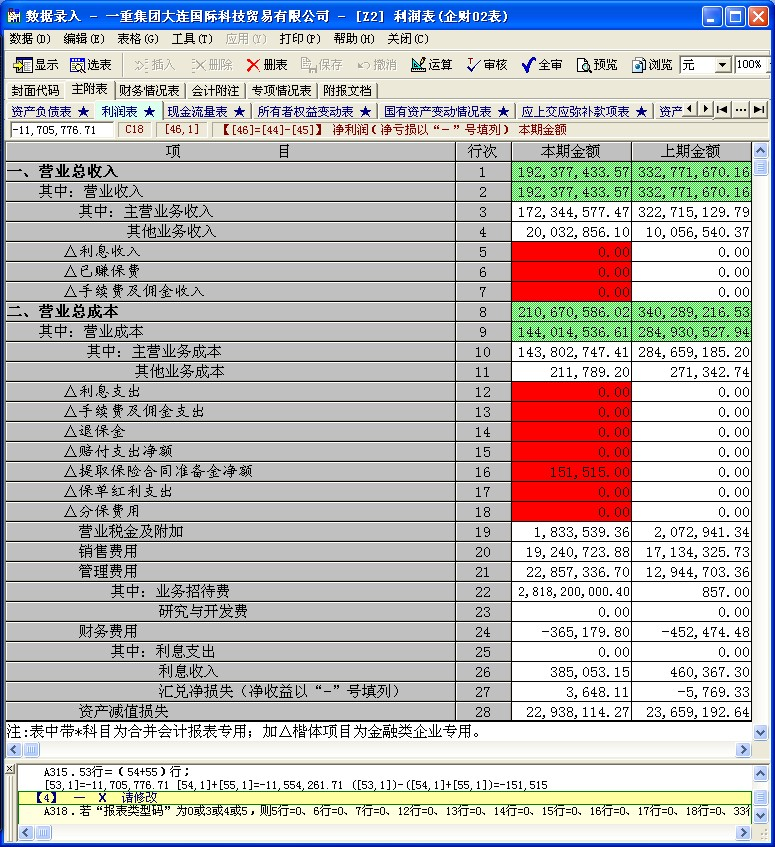 数据录入 - 一重集团大连国际科技贸易有限公司 - [Z2] 利润表(企财02表)
数据(D) 编辑(E) 表格(G) 工具(T) 应用(Y) 打印(P) 帮助(H) 关闭(C)
显示 选表 插入 删除 删表 保存 撤消 运算 审核 全审 预览 浏览 元 100%
封面代码 主附表 财务情况表 会计附注 专项情况表 附报文档
资产负债表 ★ 利润表 ★ 现金流量表 ★ 所有者权益变动表 ★ 国有资产变动情况表 ★ 应上交应弥补款项表 ★ 资产
-11,705,776.71 C18 [46,1] 【[46]=[44]-[45]】 净利润(净亏损以“-”号填列) 本期金额
项 目 行次 本期金额 上期金额
一、营业总收入 1 192,377,433.57 332,771,670.16
其中：营业收入 2 192,377,433.57 332,771,670.16
其中：主营业务收入 3 172,344,577.47 322,715,129.79
其他业务收入 4 20,032,856.10 10,056,540.37
△利息收入 5 0.00 0.00
△已赚保费 6 0.00 0.00
△手续费及佣金收入 7 0.00 0.00
二、营业总成本 8 210,670,586.02 340,289,216.53
其中：营业成本 9 144,014,536.61 284,930,527.94
其中：主营业务成本 10 143,802,747.41 284,659,185.20
其他业务成本 11 211,789.20 271,342.74
△利息支出 12 0.00 0.00
△手续费及佣金支出 13 0.00 0.00
△退保金 14 0.00 0.00
△赔付支出净额 15 0.00 0.00
△提取保险合同准备金净额 16 151,515.00 0.00
△保单红利支出 17 0.00 0.00
△分保费用 18 0.00 0.00
营业税金及附加 19 1,833,539.36 2,072,941.34
销售费用 20 19,240,723.88 17,134,325.73
管理费用 21 22,857,336.70 12,944,703.36
其中：业务招待费 22 2,818,200,000.40 857.00
研究与开发费 23 0.00 0.00
财务费用 24 -365,179.80 -452,474.48
其中：利息支出 25 0.00 0.00
利息收入 26 385,053.15 460,367.30
汇兑净损失（净收益以“-”号填列） 27 3,648.11 -5,769.33
资产减值损失 28 22,938,114.27 23,659,192.64
注:表中带*科目为合并会计报表专用；加△楷体项目为金融类企业专用。
A315．53行=（54+55）行；
[53,1]=-11,705,776.71 [54,1]+[55,1]=-11,554,261.71 ([53,1])-([54,1]+[55,1])=-151,515
【4】 一 X 请修改
A318．若“报表类型码”为0或3或4或5，则5行=0、6行=0、7行=0、12行=0、13行=0、14行=0、15行=0、16行=0、17行=0、18行=0、33行